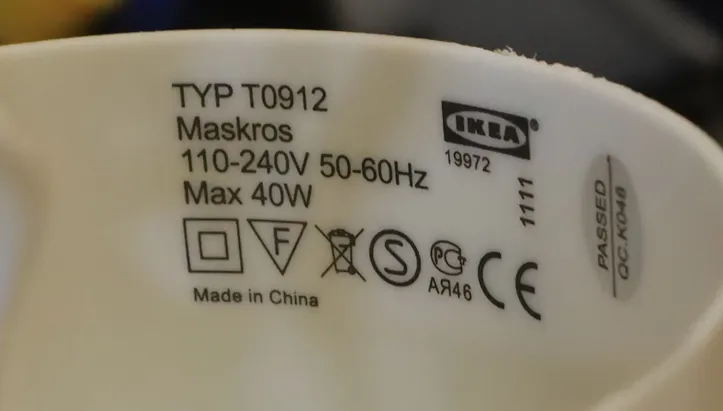 TYP T0912
Maskros
110-240V 50-60Hz
Max 40W
F
S
PC
АЯ46
CE
Made in China
IKEA®
19972
1111
PASSED
QC.K048